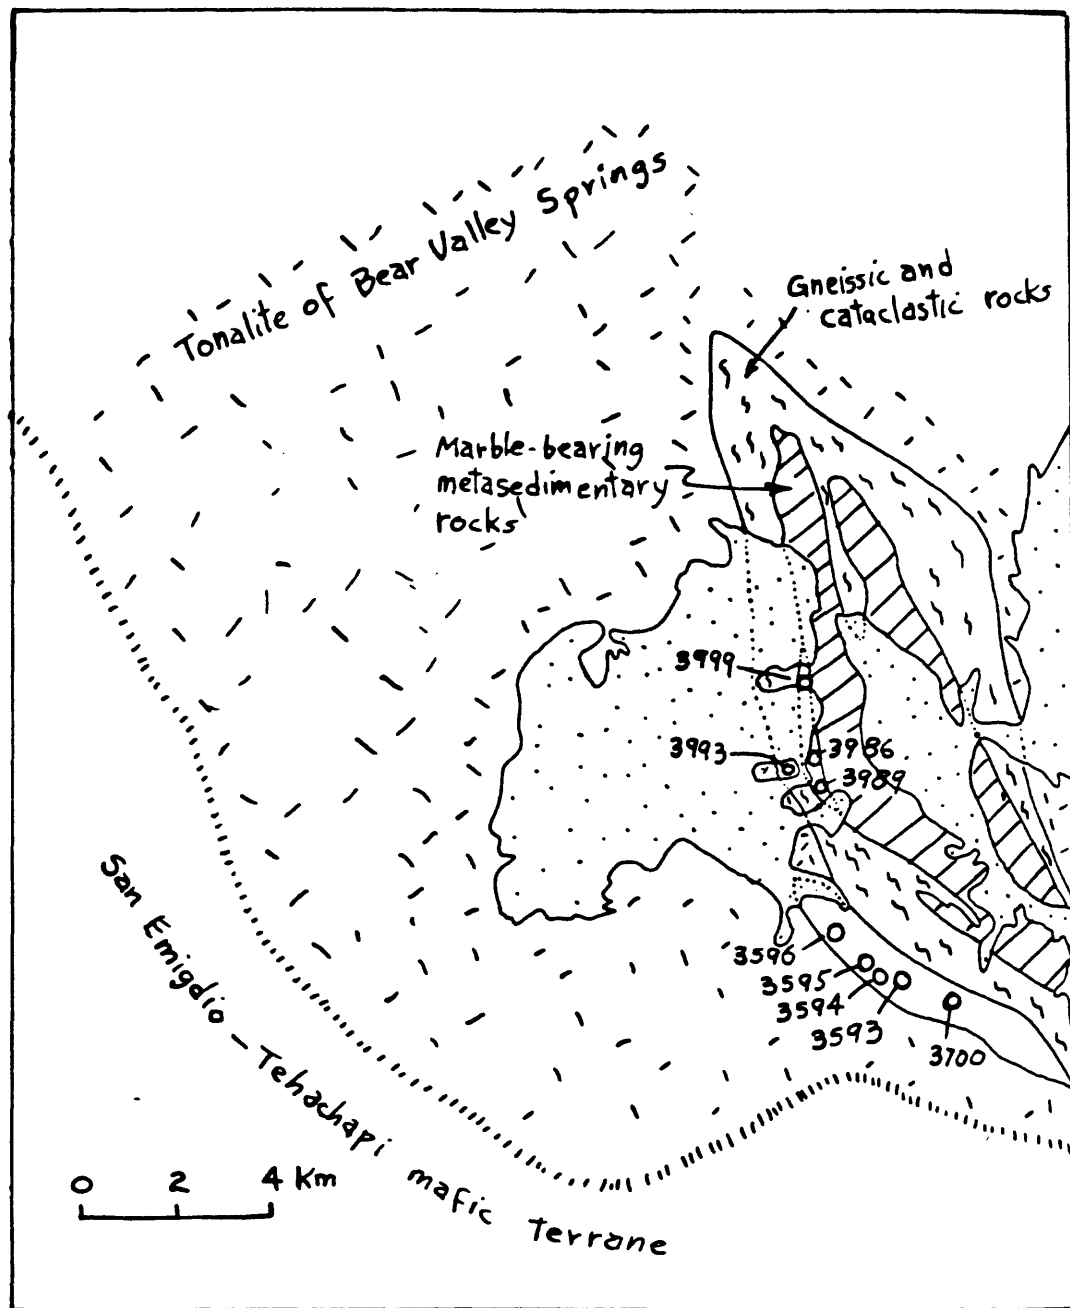 Tonalite of Bear Valley Springs
Gneissic and
cataclastic rocks
Marble-bearing
metasedimentary
rocks
3999
3993
3986
3989
3596
3595
3594
3593
3700
San Emigdio - Tehachapi mafic Terrane
0 2 4 Km